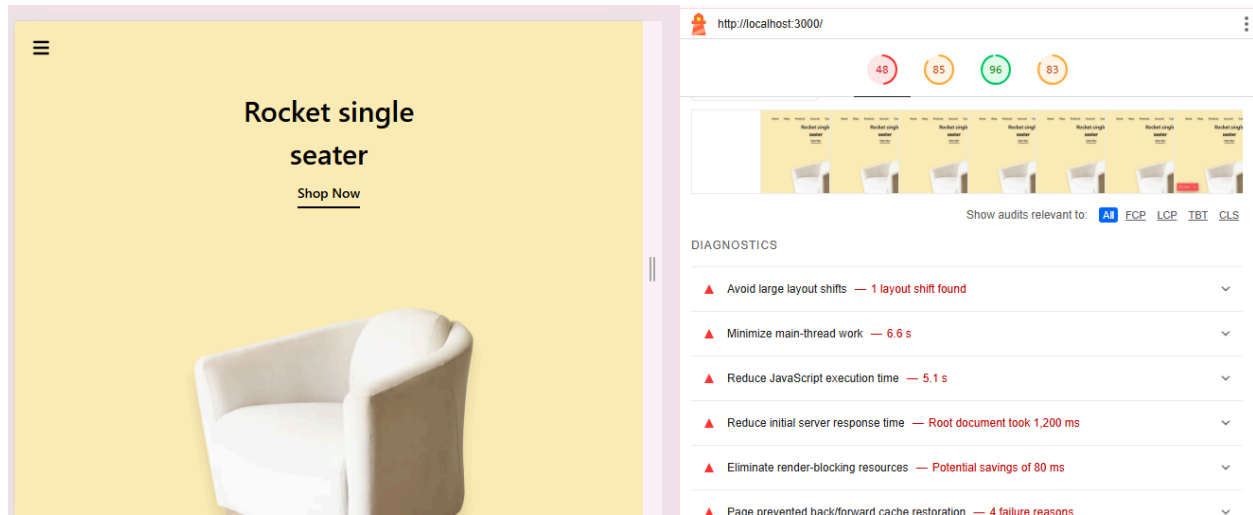 Rocket single
seater
Shop Now
http://localhost:3000/
48 85 96 83
Show audits relevant to: All FCP LCP TBT CLS
DIAGNOSTICS
Avoid large layout shifts — 1 layout shift found
Minimize main-thread work — 6.6 s
Reduce JavaScript execution time — 5.1 s
Reduce initial server response time — Root document took 1,200 ms
Eliminate render-blocking resources — Potential savings of 80 ms
Page prevented back/forward cache restoration — 4 failure reasons